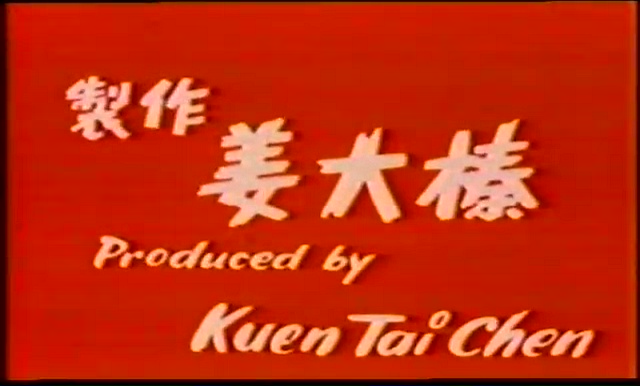 製作
姜大榛
Produced by
Kuen Tai Chen